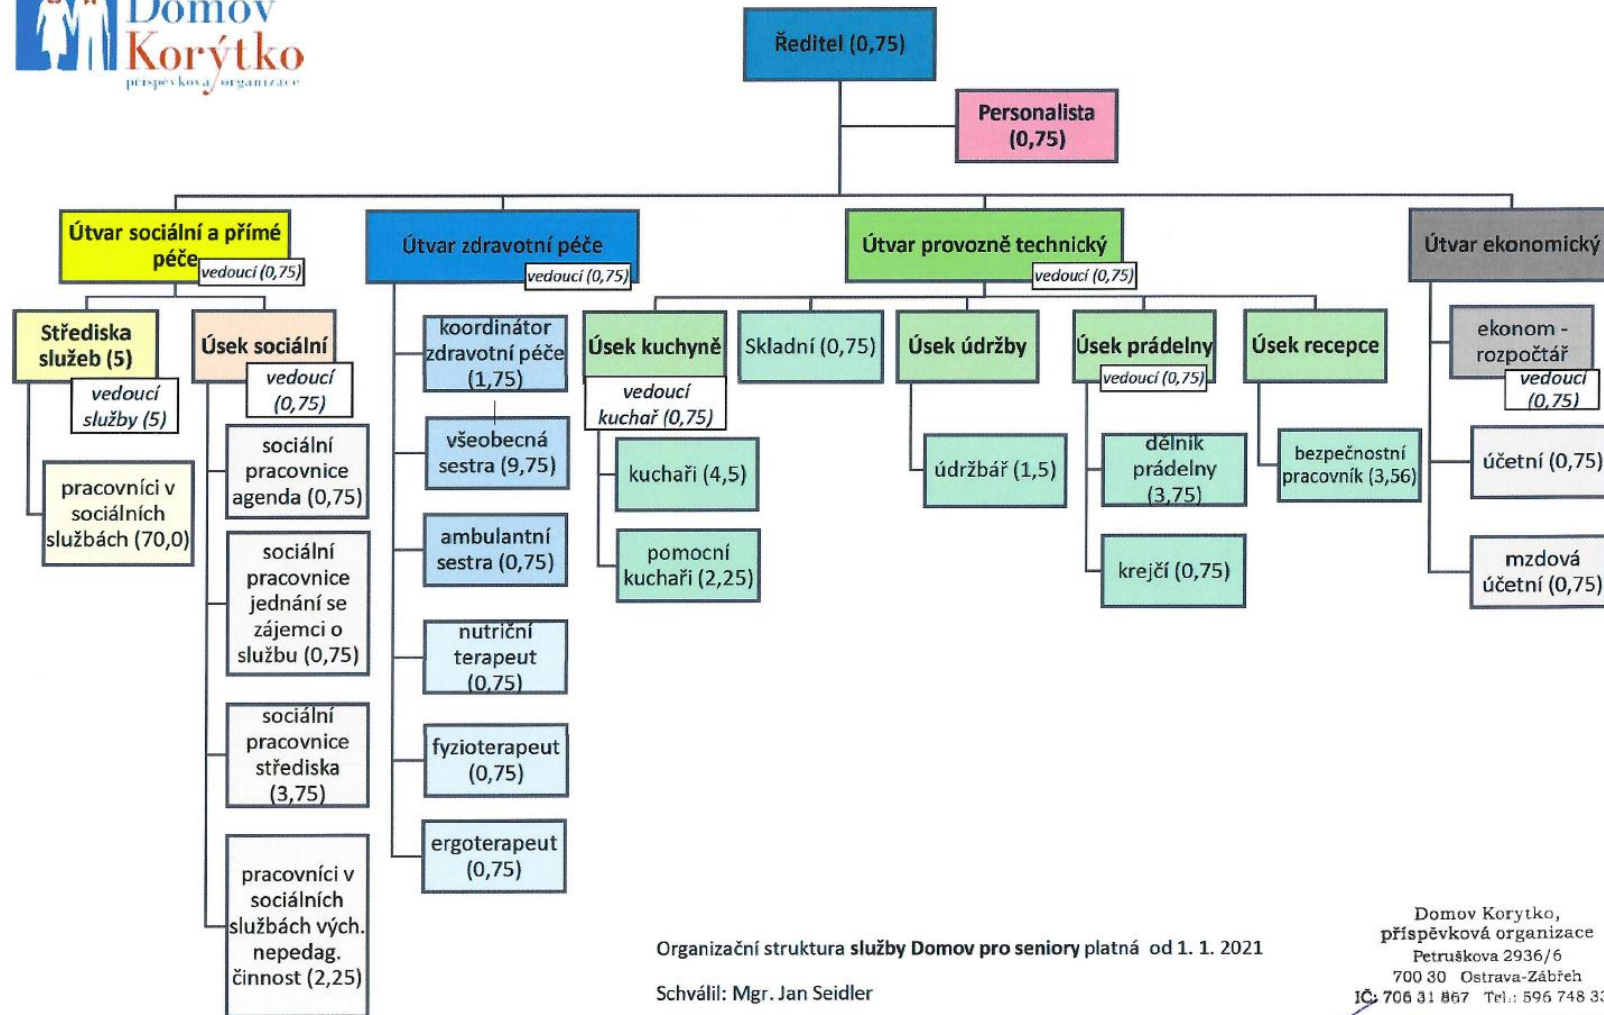 Domov
Korýtko
příspěvková organizace
Ředitel (0,75)
Personalista
(0,75)
Útvar sociální a přímé
péče
vedoucí (0,75)
Útvar zdravotní péče
vedoucí (0,75)
Útvar provozně technický
vedoucí (0,75)
Útvar ekonomický
Střediska
služeb (5)
vedoucí
služby (5)
pracovníci v
sociálních
službách (70,0)
Úsek sociální
vedoucí
(0,75)
sociální
pracovnice
agenda (0,75)
sociální
pracovnice
jednání se
zájemci o
službu (0,75)
sociální
pracovnice
střediska
(3,75)
pracovníci v
sociálních
službách vých.
nepedag.
činnost (2,25)
koordinátor
zdravotní péče
(1,75)
všeobecná
sestra (9,75)
ambulantní
sestra (0,75)
nutriční
terapeut
(0,75)
fyzioterapeut
(0,75)
ergoterapeut
(0,75)
Úsek kuchyně
vedoucí
kuchař (0,75)
kuchaři (4,5)
pomocní
kuchaři (2,25)
Skladní (0,75)
Úsek údržby
údržbář (1,5)
Úsek prádelny
vedoucí (0,75)
dělník
prádelny
(3,75)
krejčí (0,75)
Úsek recepce
bezpečnostní
pracovník (3,56)
ekonom -
rozpočtář
vedoucí
(0,75)
účetní (0,75)
mzdová
účetní (0,75)
Organizační struktura služby Domov pro seniory platná od 1. 1. 2021
Schválil: Mgr. Jan Seidler
Domov Korytko,
příspěvková organizace
Petruškova 2936/6
700 30 Ostrava-Zábřeh
IČ: 706 31 867 Tel.: 596 748 33